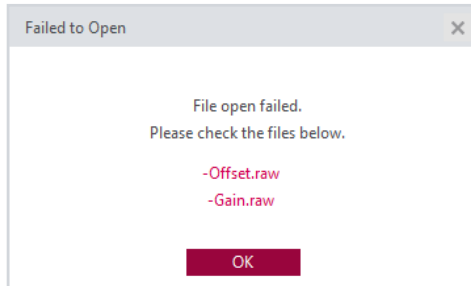 Failed to Open
File open failed.
Please check the files below.
-Offset.raw
-Gain.raw
OK